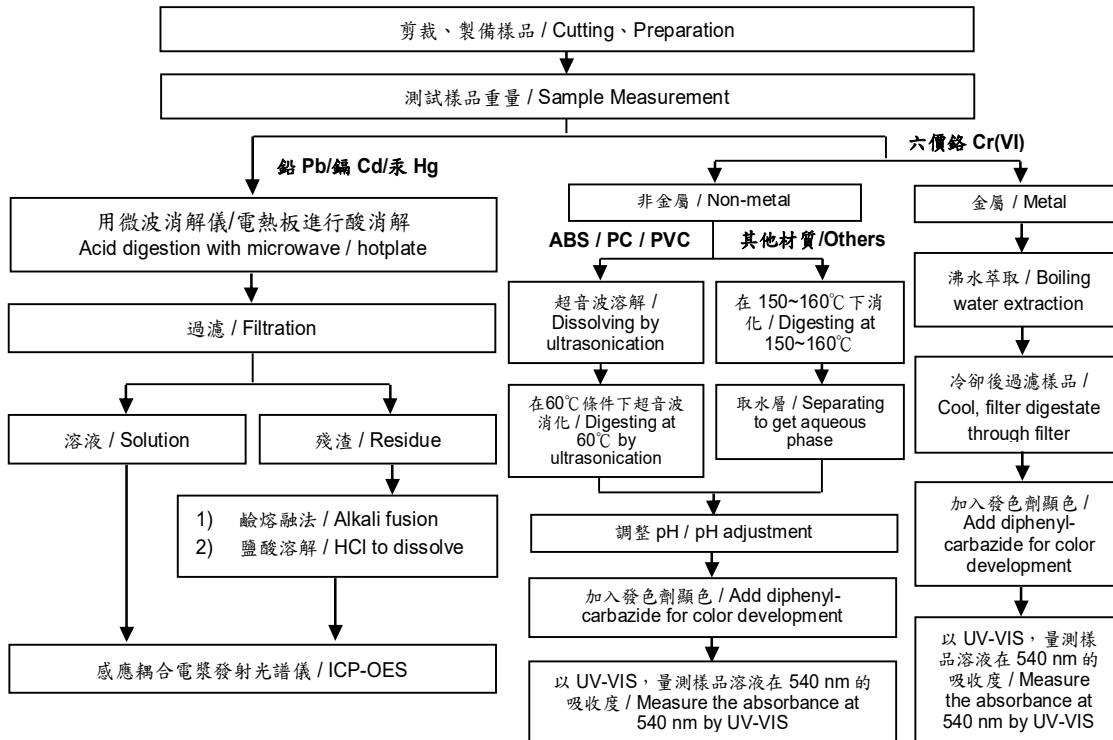 剪裁、製備樣品 / Cutting、Preparation
測試樣品重量 / Sample Measurement
鉛 Pb/鎘 Cd/汞 Hg
六價鉻 Cr(VI)
用微波消解儀/電熱板進行酸消解
Acid digestion with microwave / hotplate
過濾 / Filtration
溶液 / Solution
殘渣 / Residue
1) 鹼熔融法 / Alkali fusion
2) 鹽酸溶解 / HCl to dissolve
感應耦合電漿發射光譜儀 / ICP-OES
非金屬 / Non-metal
ABS / PC / PVC
其他材質/Others
超音波溶解 /
Dissolving by
ultrasonication
在60℃條件下超音波
消化 / Digesting at
60℃ by
ultrasonication
在 150~160℃下消
化 / Digesting at
150~160℃
取水層 / Separating
to get aqueous
phase
調整 pH / pH adjustment
加入發色劑顯色 / Add diphenyl-
carbazide for color development
以 UV-VIS，量測樣品溶液在 540 nm 的
吸收度 / Measure the absorbance at
540 nm by UV-VIS
金屬 / Metal
沸水萃取 / Boiling
water extraction
冷卻後過濾樣品 /
Cool, filter digestate
through filter
加入發色劑顯色 /
Add diphenyl-
carbazide for color
development
以 UV-VIS，量測樣
品溶液在 540 nm 的
吸收度 / Measure
the absorbance at
540 nm by UV-VIS